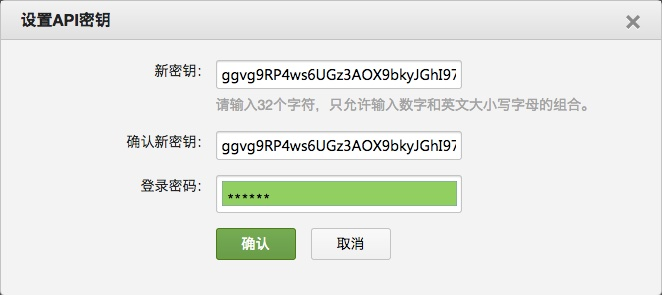 设置API密钥
新密钥：
ggvg9RP4ws6UGz3AOX9bkyJGhI97
请输入32个字符，只允许输入数字和英文大小写字母的组合。
确认新密钥：
ggvg9RP4ws6UGz3AOX9bkyJGhI97
登录密码：
******
确认 取消